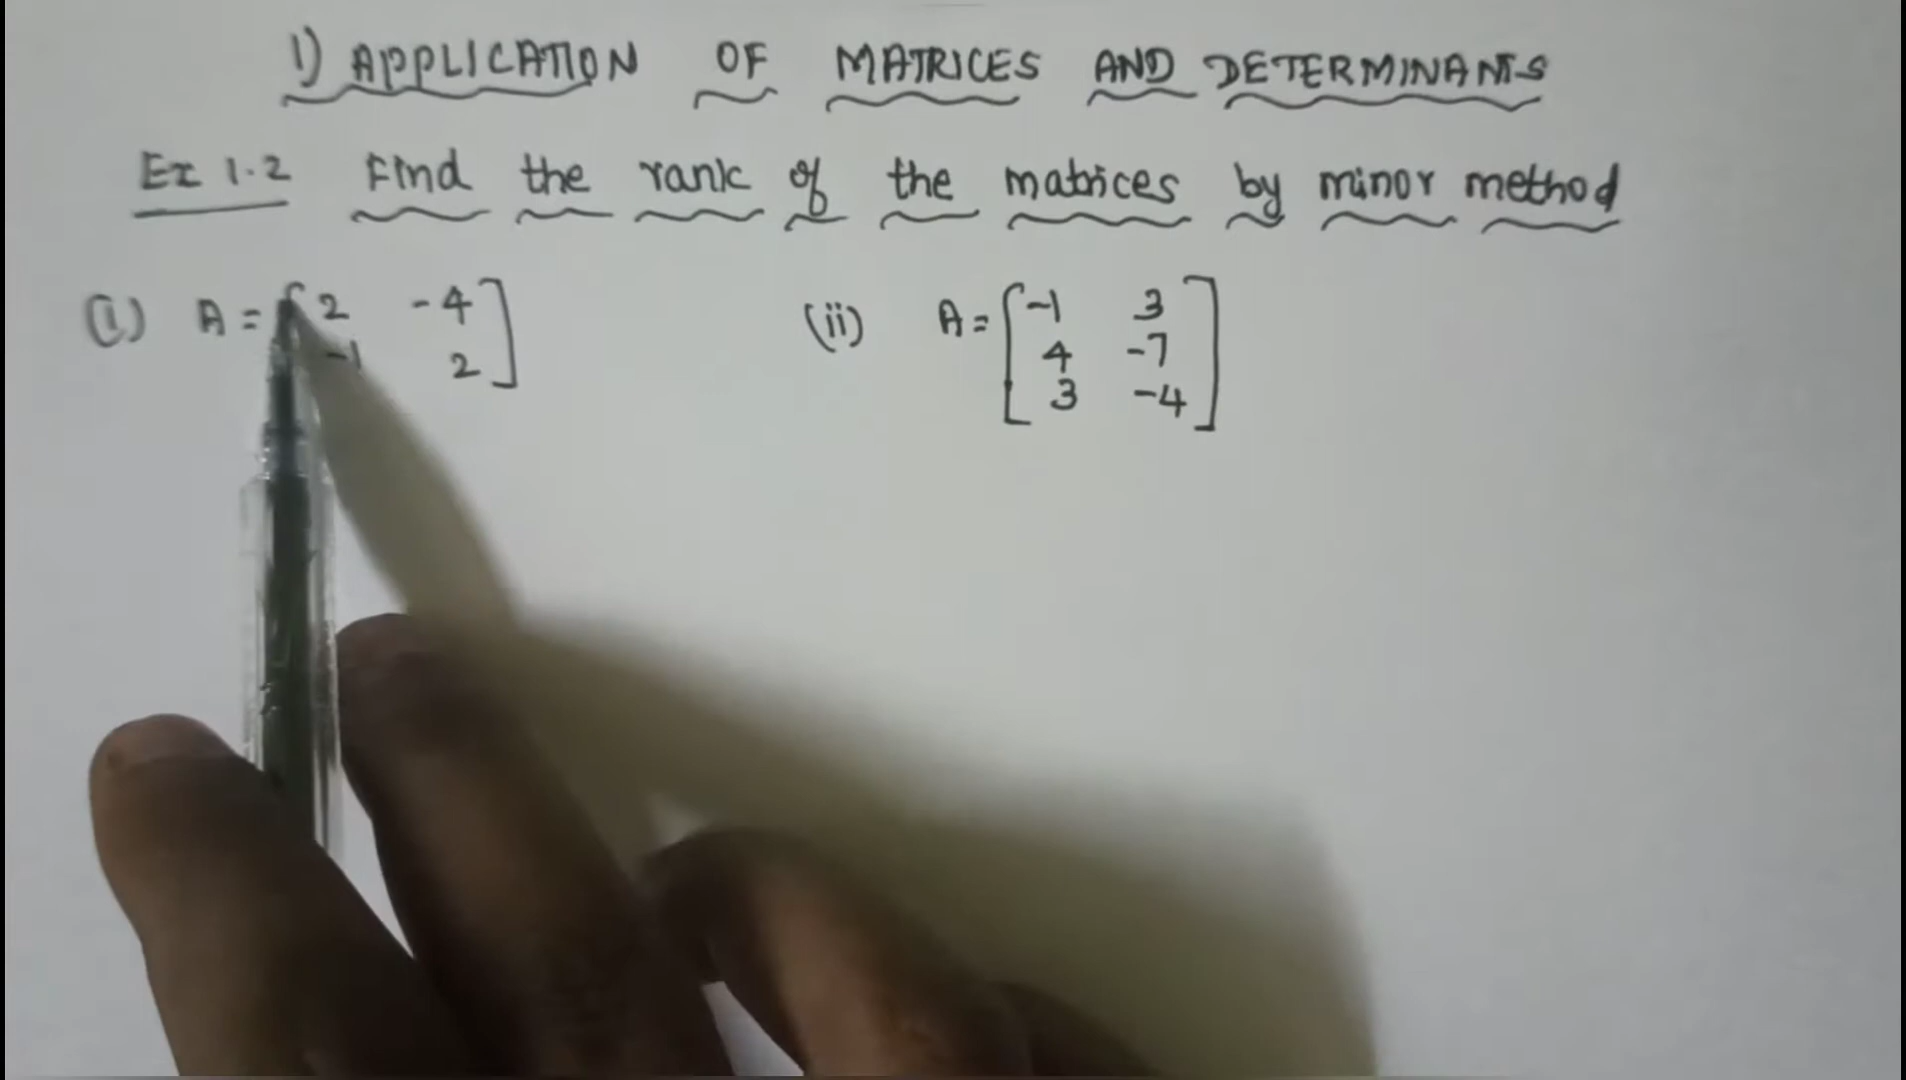 1) APPLICATION OF MATRICES AND DETERMINANTS
Ex 1.2 Find the rank of the matrices by minor method
(i) A = [ 2 -4
-1 2 ]
(ii) A = [ -1 3
4 -7
3 -4 ]